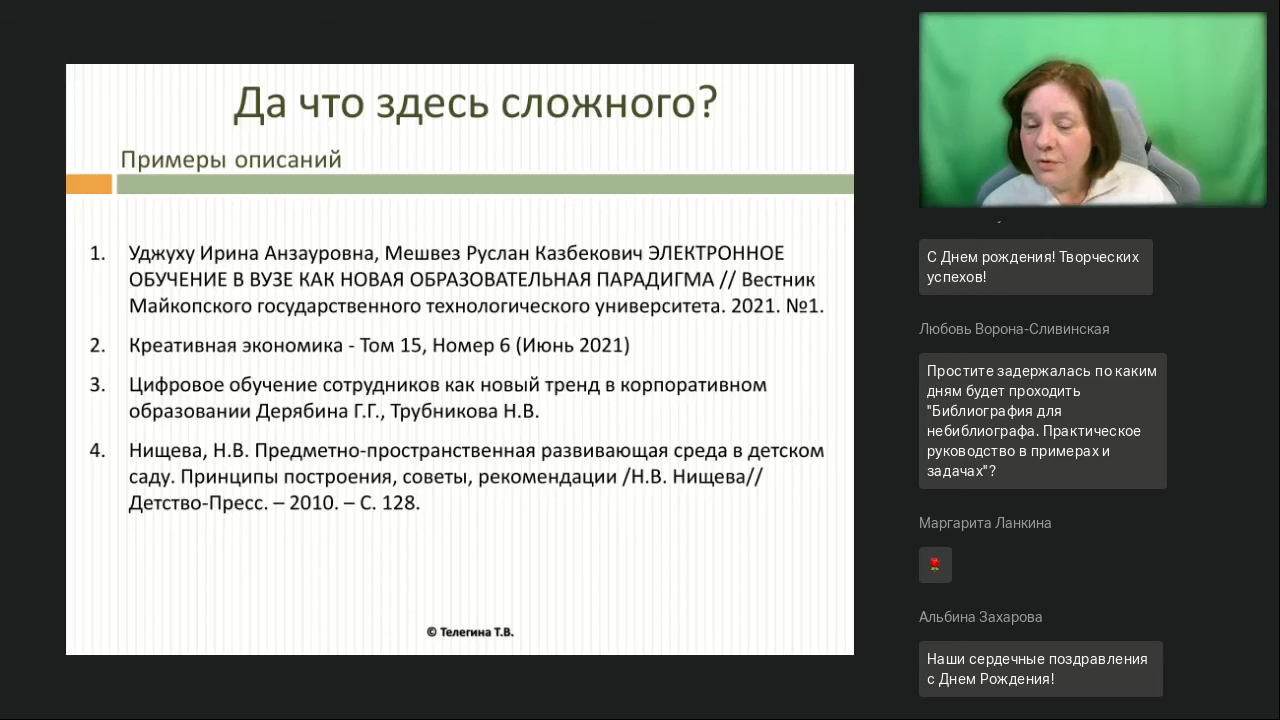 Да что здесь сложного?
Примеры описаний
1. Уджуху Ирина Анзауровна, Мешвез Руслан Казбекович ЭЛЕКТРОННОЕ
ОБУЧЕНИЕ В ВУЗЕ КАК НОВАЯ ОБРАЗОВАТЕЛЬНАЯ ПАРАДИГМА // Вестник
Майкопского государственного технологического университета. 2021. №1.
2. Креативная экономика - Том 15, Номер 6 (Июнь 2021)
3. Цифровое обучение сотрудников как новый тренд в корпоративном
образовании Дерябина Г.Г., Трубникова Н.В.
4. Нищева, Н.В. Предметно-пространственная развивающая среда в детском
саду. Принципы построения, советы, рекомендации /Н.В. Нищева//
Детство-Пресс. – 2010. – С. 128.
© Телегина Т.В.
С Днем рождения! Творческих
успехов!
Любовь Ворона-Сливинская
Простите задержалась по каким
дням будет проходить
"Библиография для
небиблиографа. Практическое
руководство в примерах и
задачах"?
Маргарита Ланкина
🌹
Альбина Захарова
Наши сердечные поздравления
с Днем Рождения!